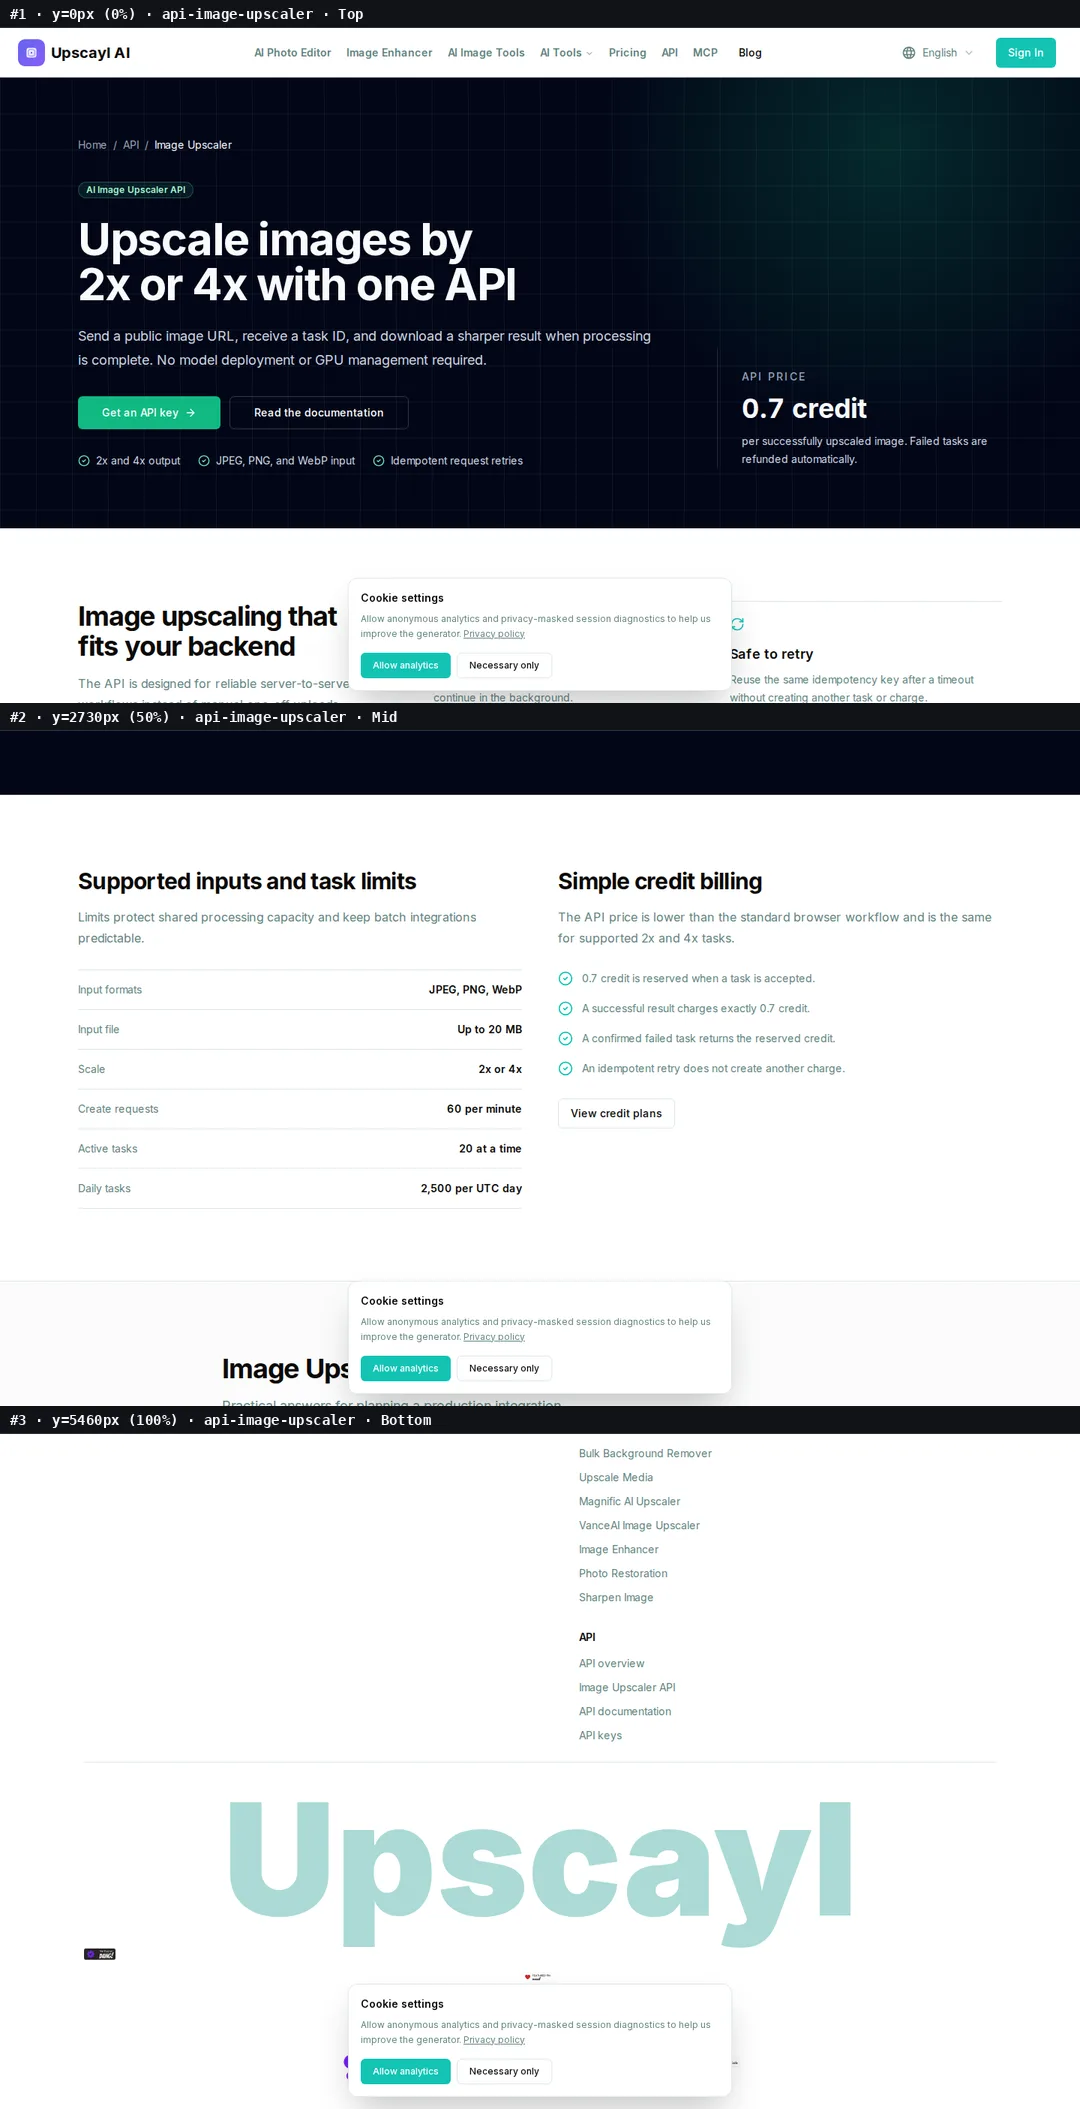 #1 · y=0px (0%) · api-image-upscaler · Top
Upscayl AI
AI Photo Editor
Image Enhancer
AI Image Tools
AI Tools
Pricing
API
MCP
Blog
English
Sign In
Home / API / Image Upscaler
AI Image Upscaler API
Upscale images by
2x or 4x with one API
Send a public image URL, receive a task ID, and download a sharper result when processing
is complete. No model deployment or GPU management required.
Get an API key →
Read the documentation
2x and 4x output
JPEG, PNG, and WebP input
Idempotent request retries
API PRICE
0.7 credit
per successfully upscaled image. Failed tasks are
refunded automatically.
Image upscaling that
fits your backend
The API is designed for reliable server-to-serve
Cookie settings
Allow anonymous analytics and privacy-masked session diagnostics to help us
improve the generator. Privacy policy
Allow analytics
Necessary only
continue in the background.
Safe to retry
Reuse the same idempotency key after a timeout
without creating another task or charge.
#2 · y=2730px (50%) · api-image-upscaler · Mid
Supported inputs and task limits
Limits protect shared processing capacity and keep batch integrations
predictable.
Input formats JPEG, PNG, WebP
Input file Up to 20 MB
Scale 2x or 4x
Create requests 60 per minute
Active tasks 20 at a time
Daily tasks 2,500 per UTC day
Simple credit billing
The API price is lower than the standard browser workflow and is the same
for supported 2x and 4x tasks.
0.7 credit is reserved when a task is accepted.
A successful result charges exactly 0.7 credit.
A confirmed failed task returns the reserved credit.
An idempotent retry does not create another charge.
View credit plans
Image Ups
Practical answers for planning a production integration
Cookie settings
Allow anonymous analytics and privacy-masked session diagnostics to help us
improve the generator. Privacy policy
Allow analytics
Necessary only
#3 · y=5460px (100%) · api-image-upscaler · Bottom
Bulk Background Remover
Upscale Media
Magnific AI Upscaler
VanceAI Image Upscaler
Image Enhancer
Photo Restoration
Sharpen Image
API
API overview
Image Upscaler API
API documentation
API keys
Upscayl
Cookie settings
Allow anonymous analytics and privacy-masked session diagnostics to help us
improve the generator. Privacy policy
Allow analytics
Necessary only